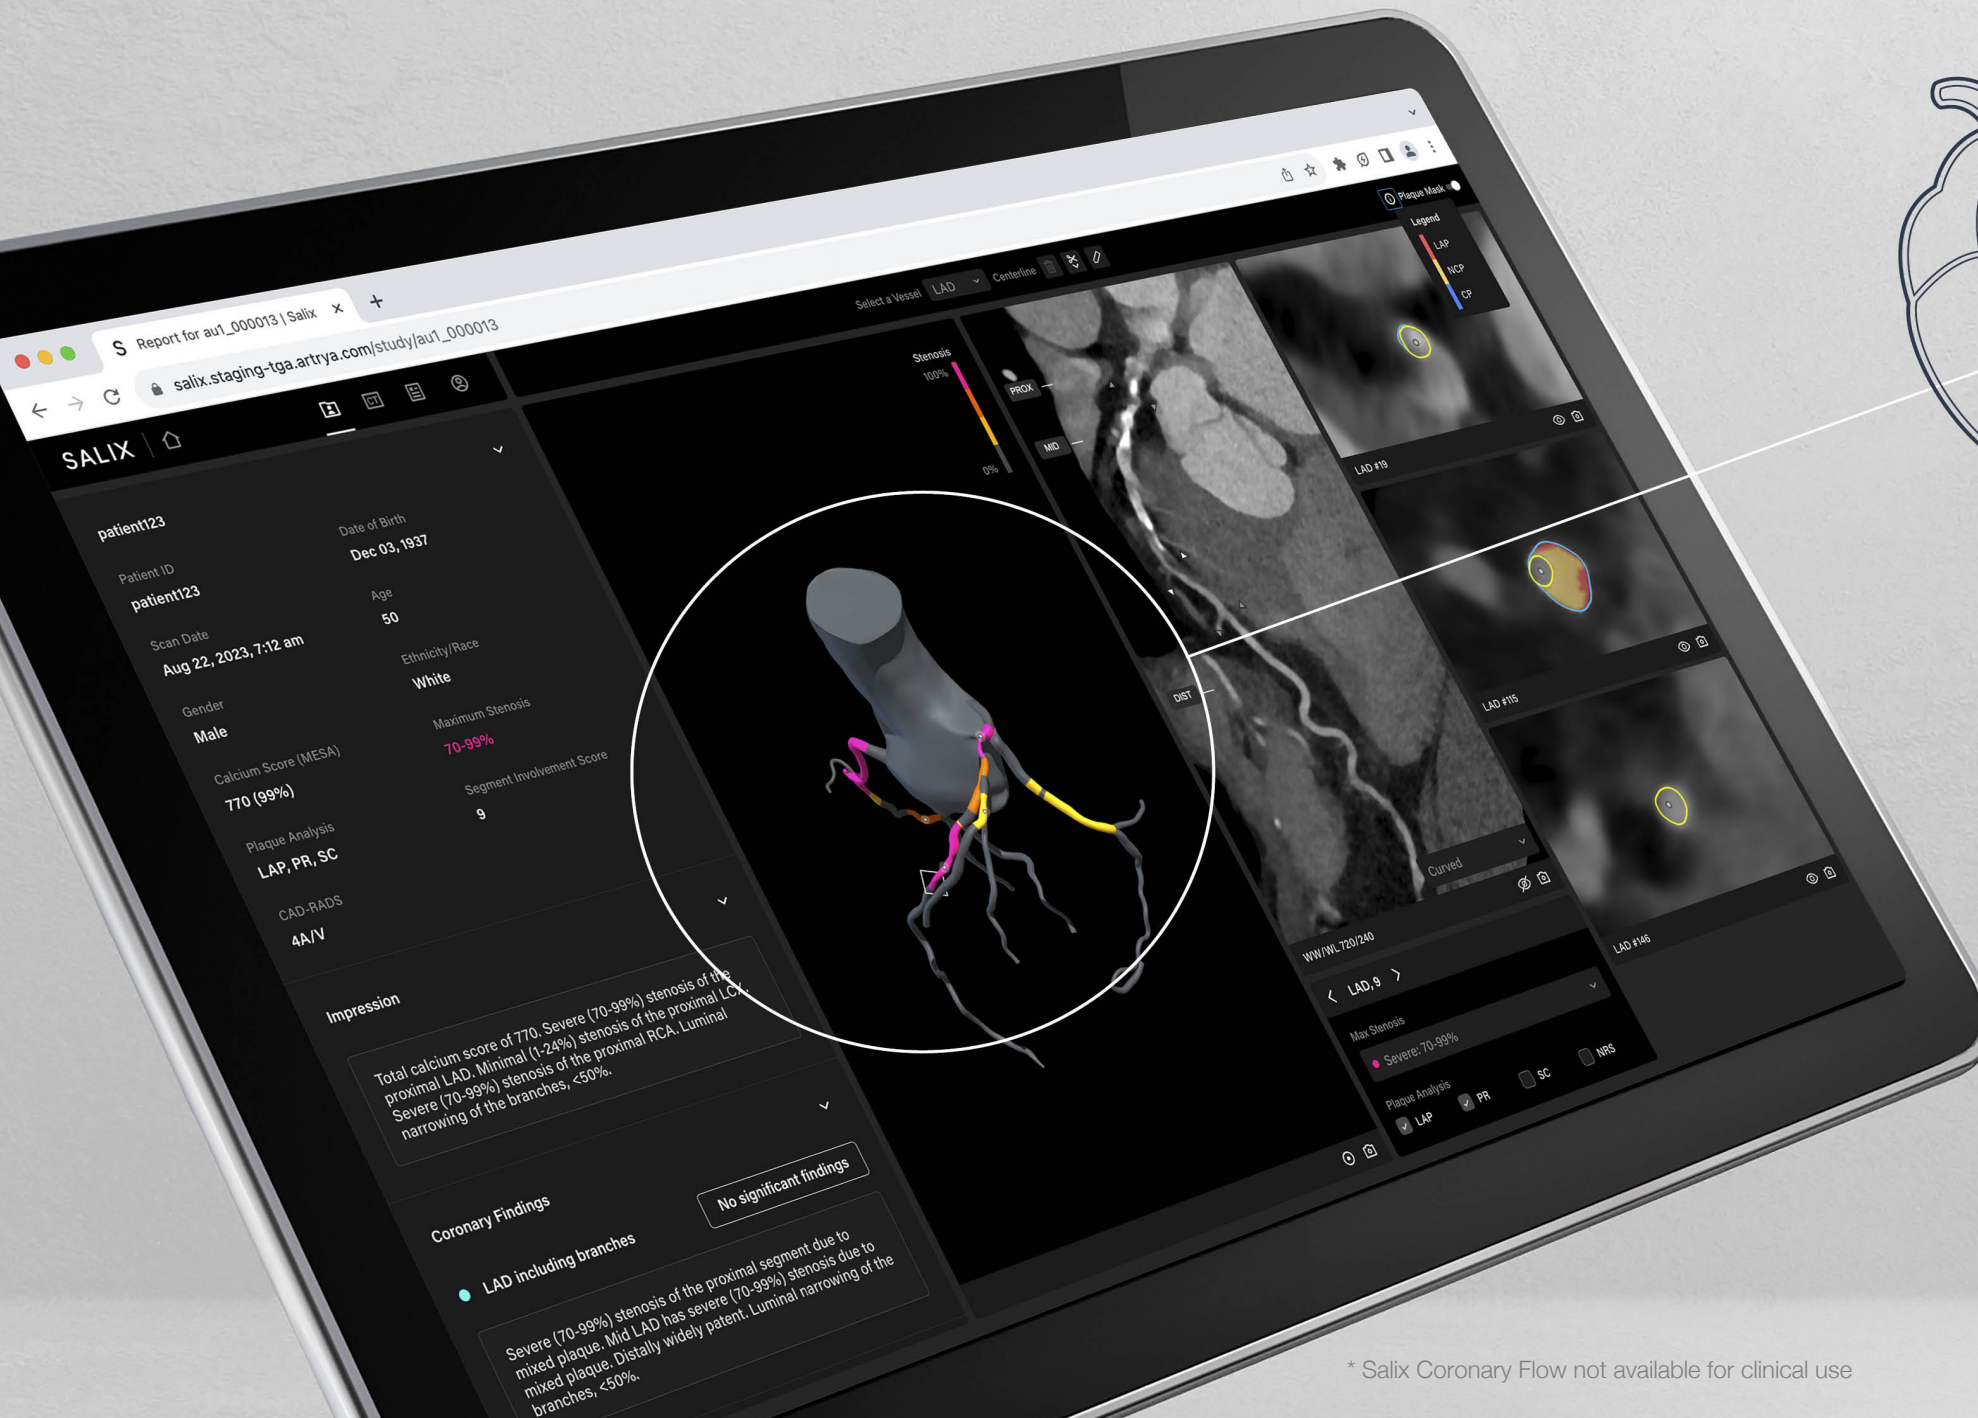 Report for au1_000013 | Salix
salix.staging-tga.artrya.com/study/au1_000013
SALIX
patient123
Patient ID
patient123
Date of Birth
Dec 03, 1937
Scan Date
Aug 22, 2023, 7:12 am
Age
50
Gender
Male
Ethnicity/Race
White
Calcium Score (MESA)
770 (99%)
Maximum Stenosis
70-99%
Plaque Analysis
LAP, PR, SC
Segment Involvement Score
9
CAD-RADS
4A/V
Impression
Total calcium score of 770. Severe (70-99%) stenosis of the
proximal LAD. Minimal (1-24%) stenosis of the proximal LCX.
Severe (70-99%) stenosis of the proximal RCA. Luminal
narrowing of the branches, <50%.
Coronary Findings
No significant findings
LAD including branches
Severe (70-99%) stenosis of the proximal segment due to
mixed plaque. Mid LAD has severe (70-99%) stenosis due to
mixed plaque. Distally widely patent. Luminal narrowing of the
branches, <50%.
Select a Vessel
LAD
Centerline
Stenosis
100%
0%
PROX
MID
DIST
Curved
WW/WL 720/240
LAD, 9
Max Stenosis
Severe: 70-99%
Plaque Analysis
LAP
PR
SC
NRS
Plaque Mask
Legend
LAP
NCP
CP
LAD #19
LAD #115
LAD #146
* Salix Coronary Flow not available for clinical use